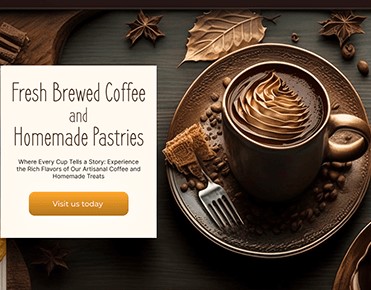 Fresh Brewed Coffee
and
Homemade Pastries
Where Every Cup Tells a Story: Experience
the Rich Flavors of Our Artisanal Coffee and
Homemade Treats
Visit us today